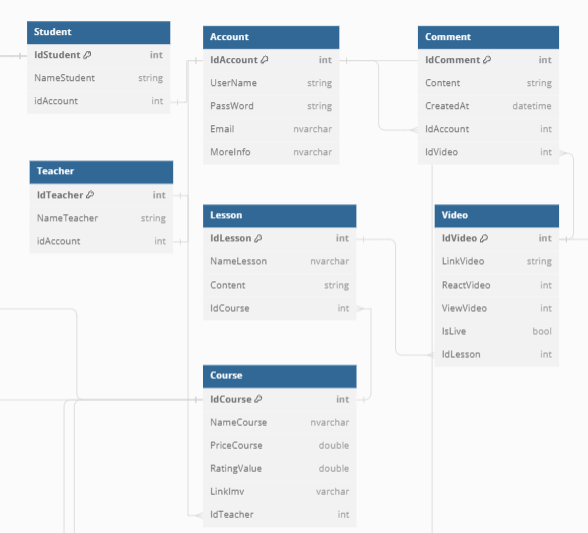 Student
IdStudent int
NameStudent string
idAccount int
Account
IdAccount int
UserName string
PassWord string
Email nvarchar
MoreInfo nvarchar
Comment
IdComment int
Content string
CreatedAt datetime
IdAccount int
IdVideo int
Teacher
IdTeacher int
NameTeacher string
idAccount int
Lesson
IdLesson int
NameLesson nvarchar
Content string
IdCourse int
Video
IdVideo int
LinkVideo string
ReactVideo int
ViewVideo int
IsLive bool
IdLesson int
Course
IdCourse int
NameCourse nvarchar
PriceCourse double
RatingValue double
LinkImv varchar
IdTeacher int